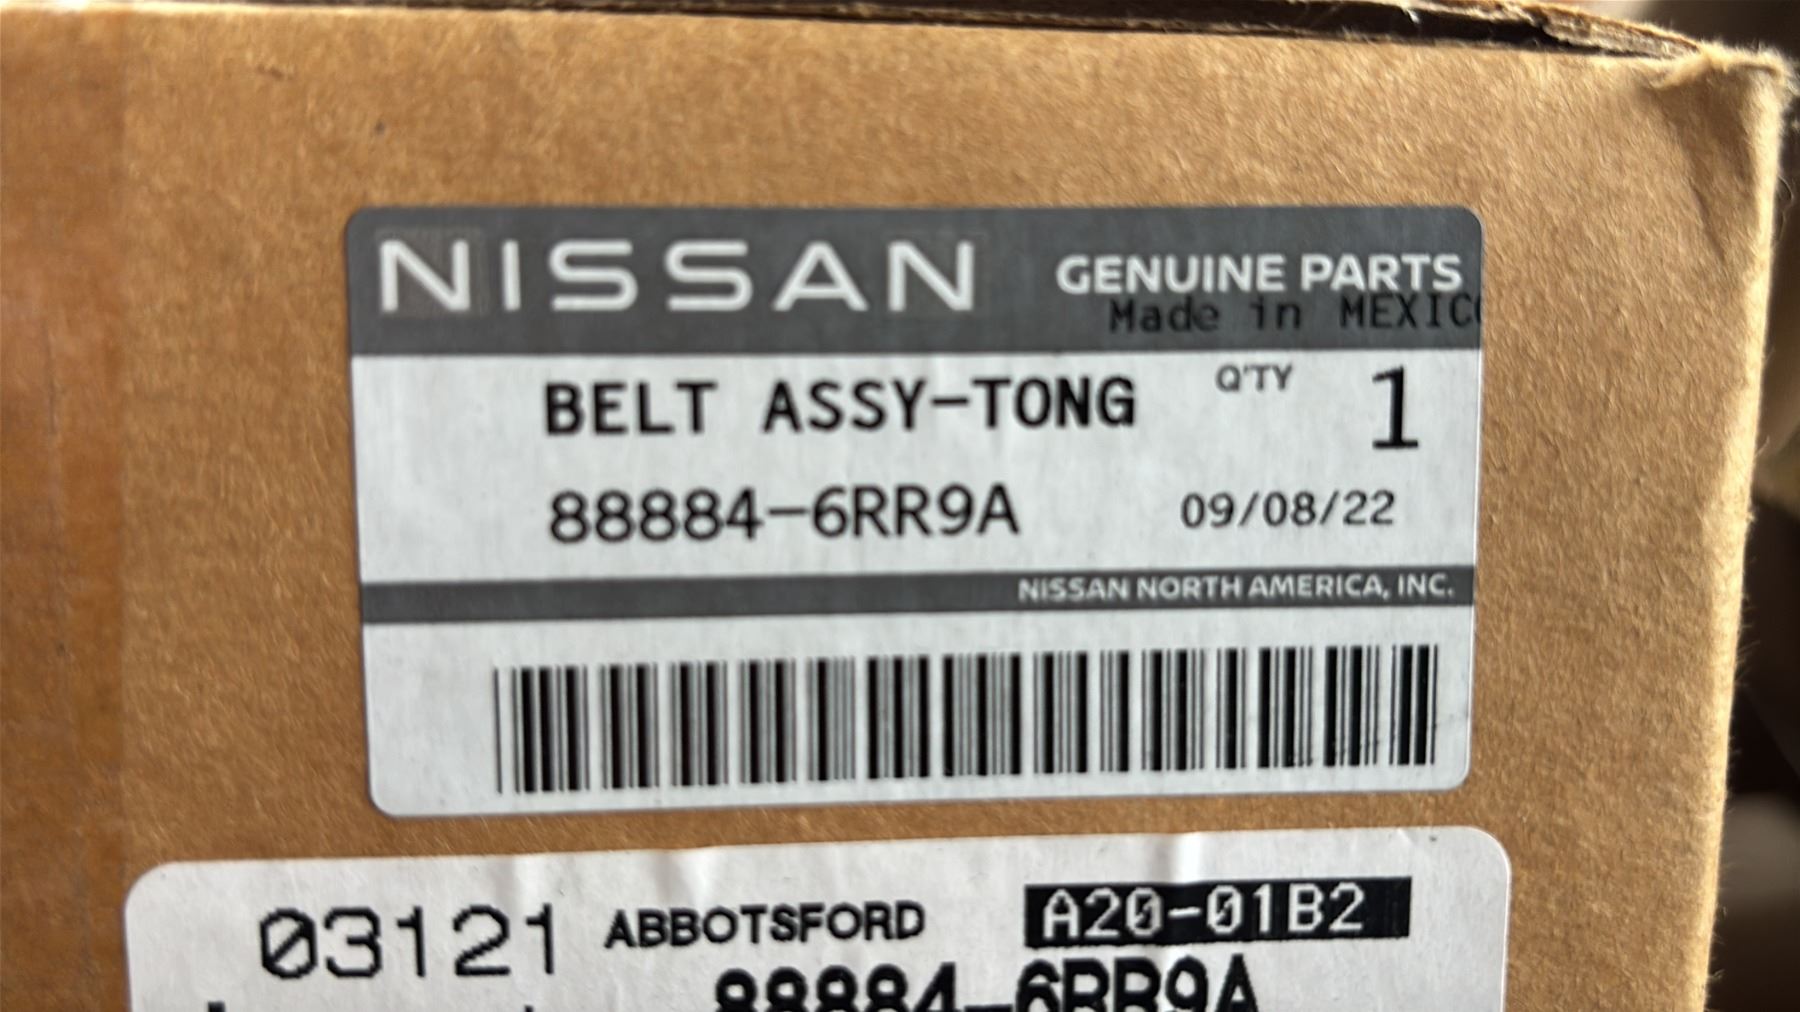 NISSAN GENUINE PARTS
Made in MEXICO
BELT ASSY-TONG Q'TY 1
88884-6RR9A 09/08/22
NISSAN NORTH AMERICA, INC.
03121 ABBOTSFORD A20-01B2
88884-6RR9A